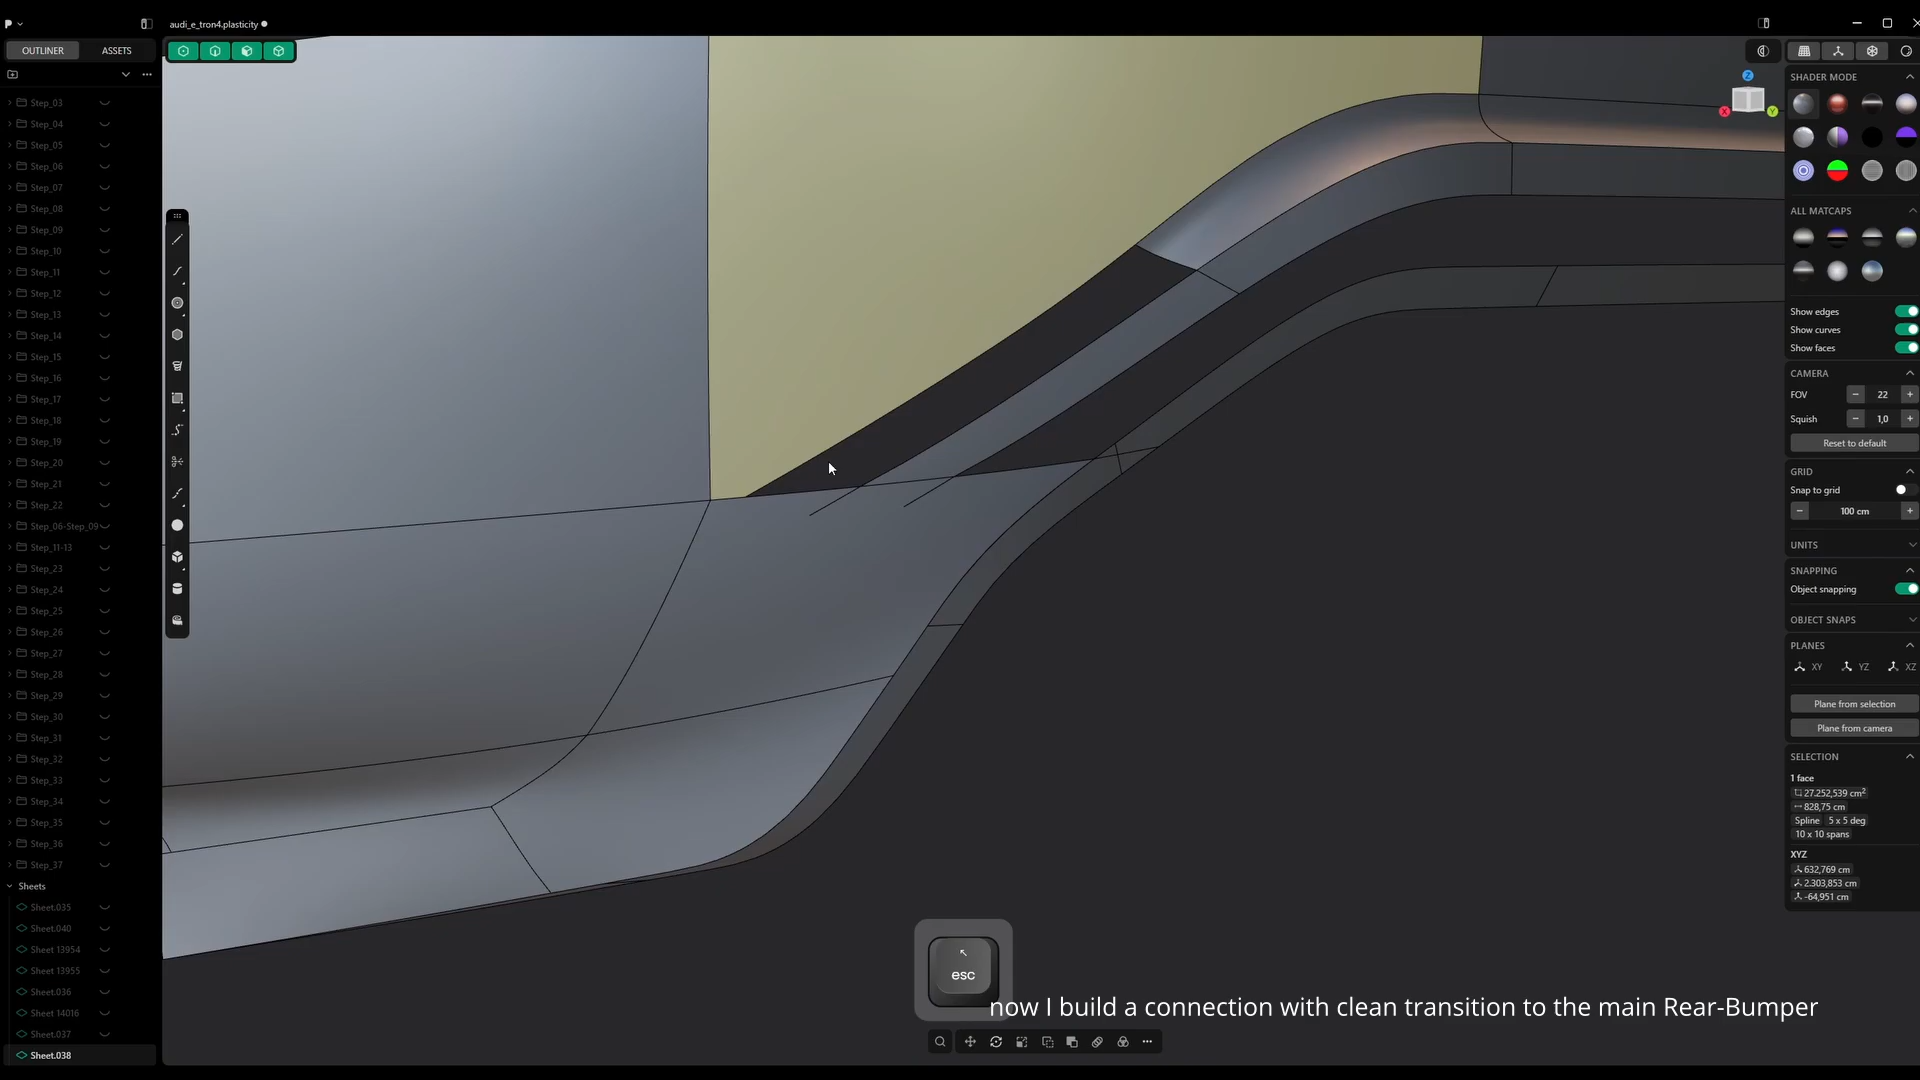 audi_e_tron4.plasticity
OUTLINER
ASSETS
Step_03
Step_04
Step_05
Step_06
Step_07
Step_08
Step_09
Step_10
Step_11
Step_12
Step_13
Step_14
Step_15
Step_16
Step_17
Step_18
Step_19
Step_20
Step_21
Step_22
Step_06-Step_09
Step_11-13
Step_23
Step_24
Step_25
Step_26
Step_27
Step_28
Step_29
Step_30
Step_31
Step_32
Step_33
Step_34
Step_35
Step_36
Step_37
Sheets
Sheet.035
Sheet.040
Sheet 13954
Sheet 13955
Sheet.036
Sheet 14016
Sheet.037
Sheet.038
Z
X
Y
esc
now I build a connection with clean transition to the main Rear-Bumper
SHADER MODE
ALL MATCAPS
Show edges
Show curves
Show faces
CAMERA
FOV − 22 +
Squish − 1,0 +
Reset to default
GRID
Snap to grid
− 100 cm +
UNITS
SNAPPING
Object snapping
OBJECT SNAPS
PLANES
XY YZ XZ
Plane from selection
Plane from camera
SELECTION
1 face
27.252,539 cm²
828,75 cm
Spline 5 x 5 deg
10 x 10 spans
XYZ
632,769 cm
2.303,853 cm
-64,951 cm